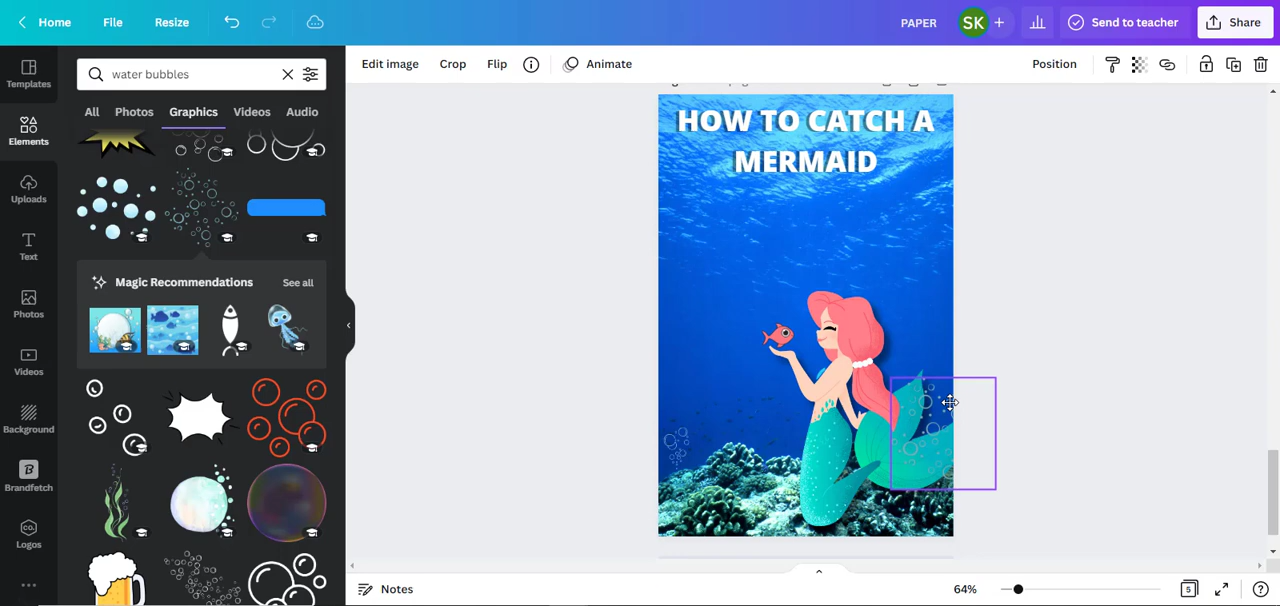 Home File Resize PAPER SK + Send to teacher Share
Templates
Elements
Uploads
Text
Photos
Videos
Background
Brandfetch
CO.
Logos
water bubbles
All Photos Graphics Videos Audio
Magic Recommendations See all
Edit image Crop Flip Animate Position
HOW TO CATCH A
MERMAID
Notes 64% 5